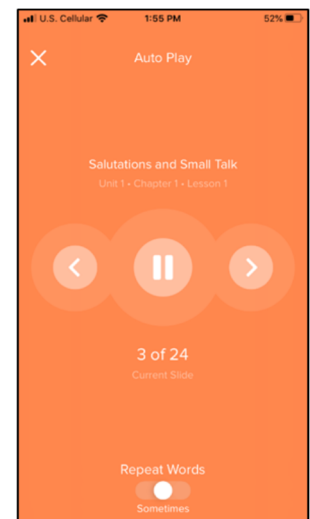 U.S. Cellular 1:55 PM 52%
Auto Play
Salutations and Small Talk
Unit 1 • Chapter 1 • Lesson 1
3 of 24
Current Slide
Repeat Words
Sometimes